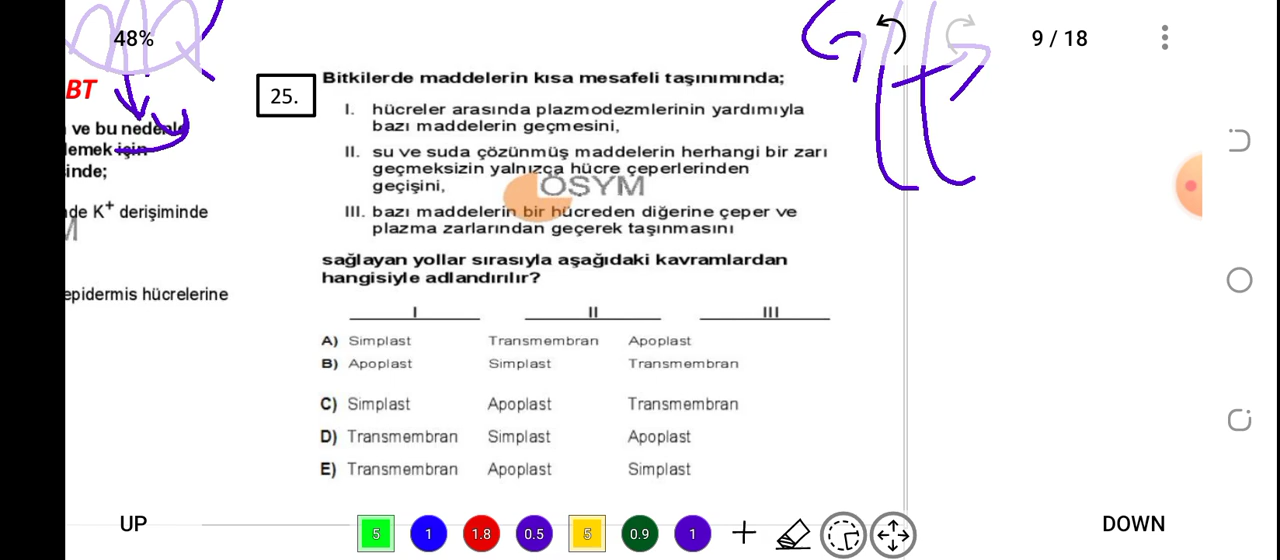 48%
9 / 18
BT
ve bu nedenle
lemek için
inde;
de K+ derişiminde
epidermis hücrelerine
25.
Bitkilerde maddelerin kısa mesafeli taşınımında;
I. hücreler arasında plazmodezmlerinin yardımıyla
bazı maddelerin geçmesini,
II. su ve suda çözünmüş maddelerin herhangi bir zarı
geçmeksizin yalnızca hücre çeperlerinden
geçişini,
ÖSYM
III. bazı maddelerin bir hücreden diğerine çeper ve
plazma zarlarından geçerek taşınmasını
sağlayan yollar sırasıyla aşağıdaki kavramlardan
hangisiyle adlandırılır?
I II III
A) Simplast Transmembran Apoplast
B) Apoplast Simplast Transmembran
C) Simplast Apoplast Transmembran
D) Transmembran Simplast Apoplast
E) Transmembran Apoplast Simplast
UP
5 1 1.8 0.5 5 0.9 1
DOWN